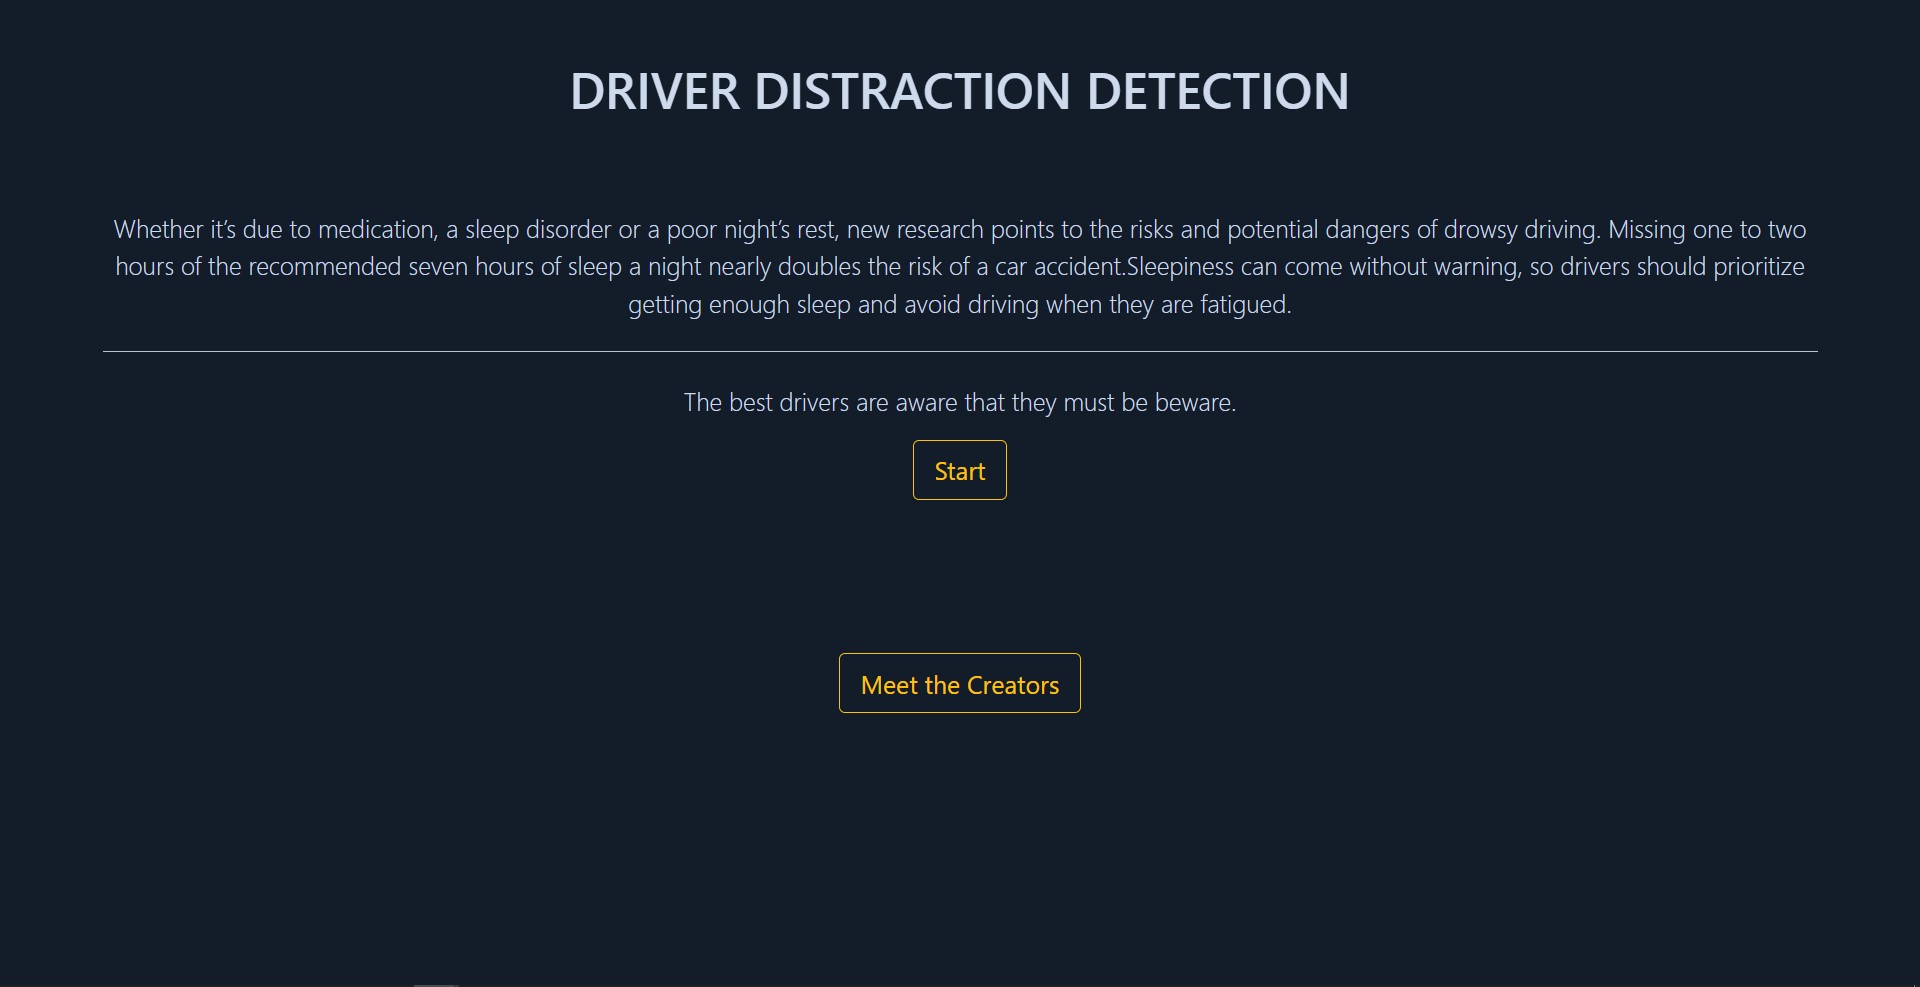 DRIVER DISTRACTION DETECTION
Whether it’s due to medication, a sleep disorder or a poor night’s rest, new research points to the risks and potential dangers of drowsy driving. Missing one to two
hours of the recommended seven hours of sleep a night nearly doubles the risk of a car accident.Sleepiness can come without warning, so drivers should prioritize
getting enough sleep and avoid driving when they are fatigued.
The best drivers are aware that they must be beware.
Start
Meet the Creators